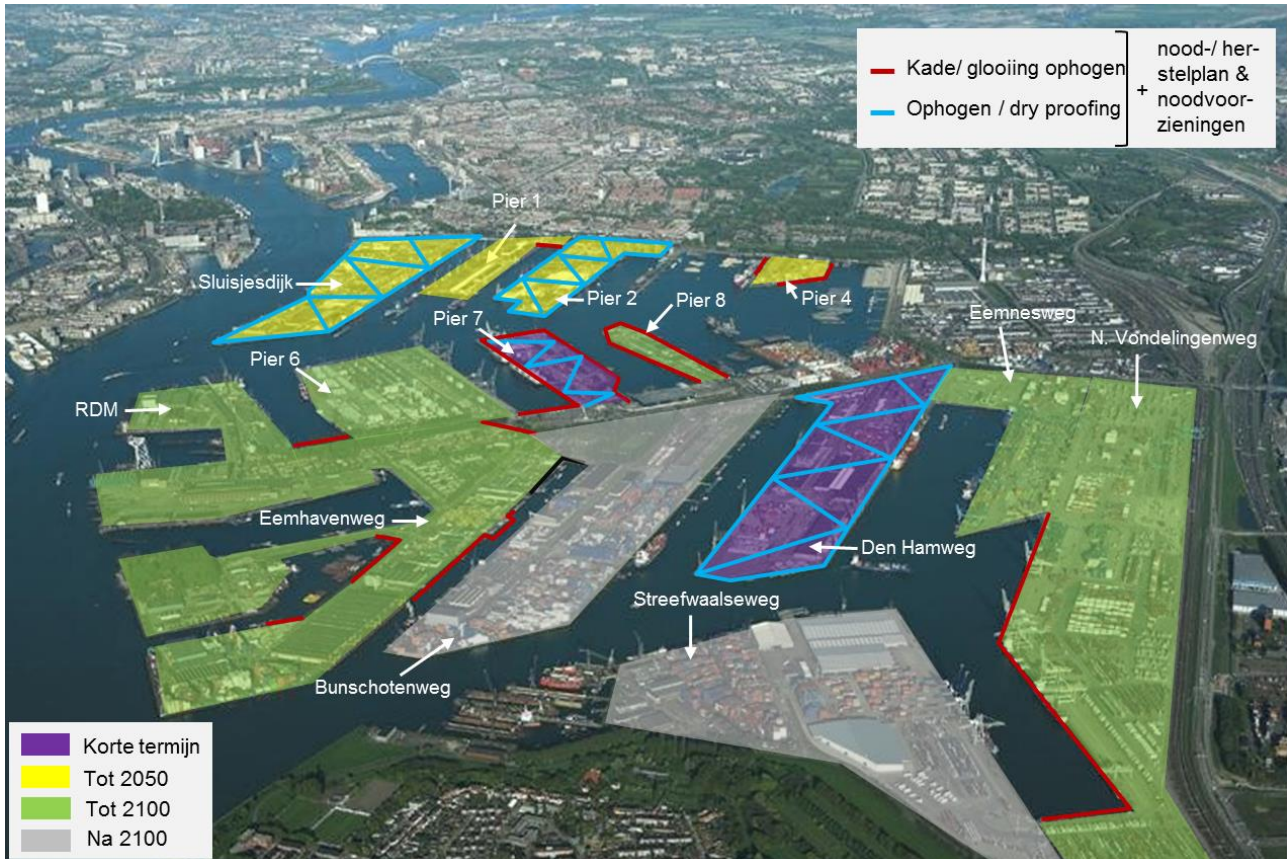 Kade/ glooiing ophogen
Ophogen / dry proofing
+
nood-/ her-
stelplan &
noodvoor-
zieningen
Pier 1
Sluisjesdijk
Pier 2
Pier 8
Pier 4
Pier 7
Eemnesweg
N. Vondelingenweg
Pier 6
RDM
Eemhavenweg
Den Hamweg
Streefwaalseweg
Bunschotenweg
Korte termijn
Tot 2050
Tot 2100
Na 2100